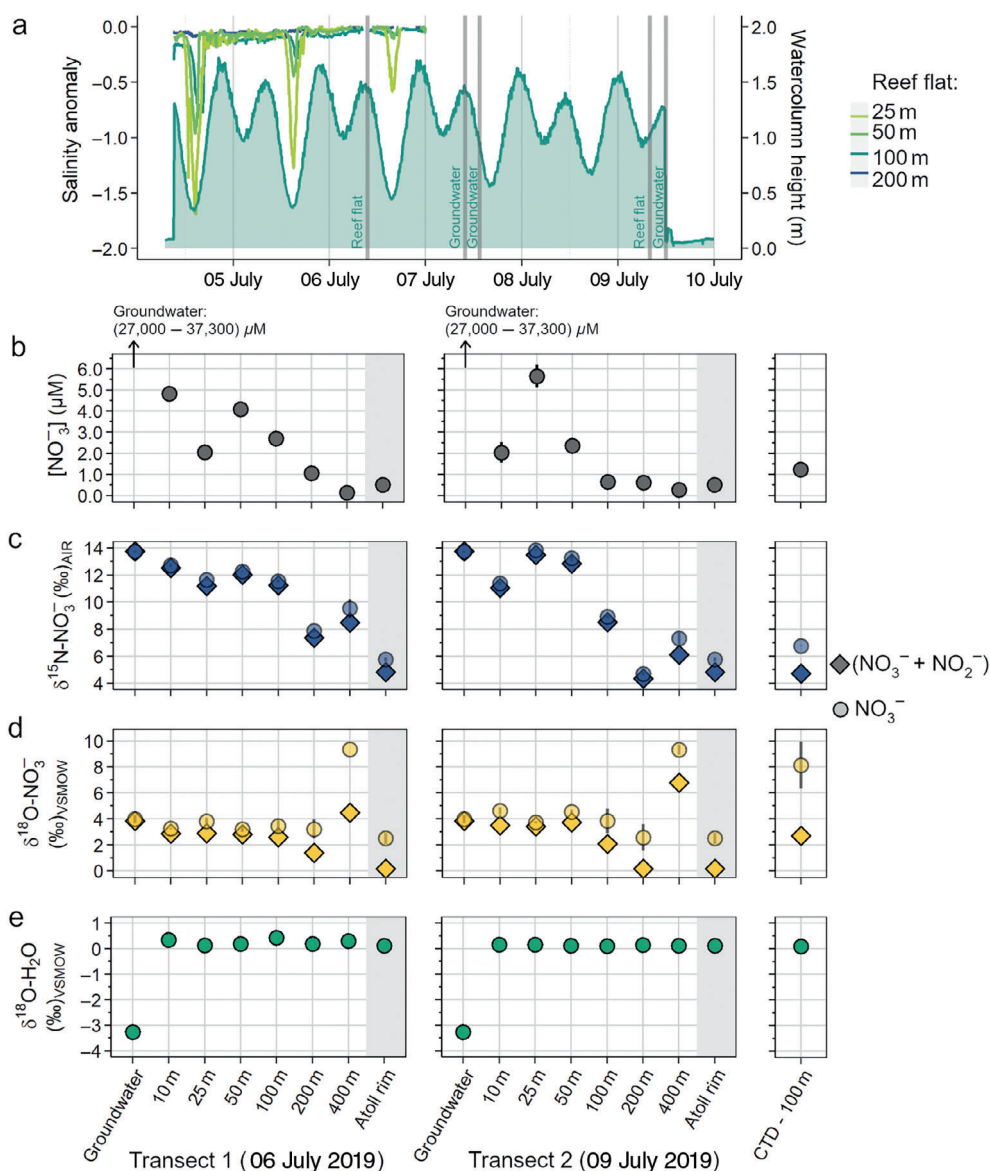 a
Salinity anomaly
0.0
−0.5
−1.0
−1.5
−2.0
2.0
1.5
1.0
0.5
0.0
Watercolumn height (m)
Reef flat
Groundwater
Groundwater
Reef flat
Groundwater
05 July
06 July
07 July
08 July
09 July
10 July
Reef flat:
25 m
50 m
100 m
200 m
Groundwater:
(27,000 – 37,300) µM
Groundwater:
(27,000 – 37,300) µM
b
[NO₃⁻] (µM)
6.0
5.0
4.0
3.0
2.0
1.0
0.0
c
δ¹⁵N-NO₃⁻ (‰)AIR
14
12
10
8
6
4
(NO₃⁻ + NO₂⁻)
NO₃⁻
d
δ¹⁸O-NO₃⁻
(‰)VSMOW
10
8
6
4
2
0
e
δ¹⁸O-H₂O
(‰)VSMOW
1
0
−1
−2
−3
−4
Groundwater
10 m
25 m
50 m
100 m
200 m
400 m
Atoll rim
Groundwater
10 m
25 m
50 m
100 m
200 m
400 m
Atoll rim
CTD - 100 m
Transect 1 (06 July 2019)
Transect 2 (09 July 2019)